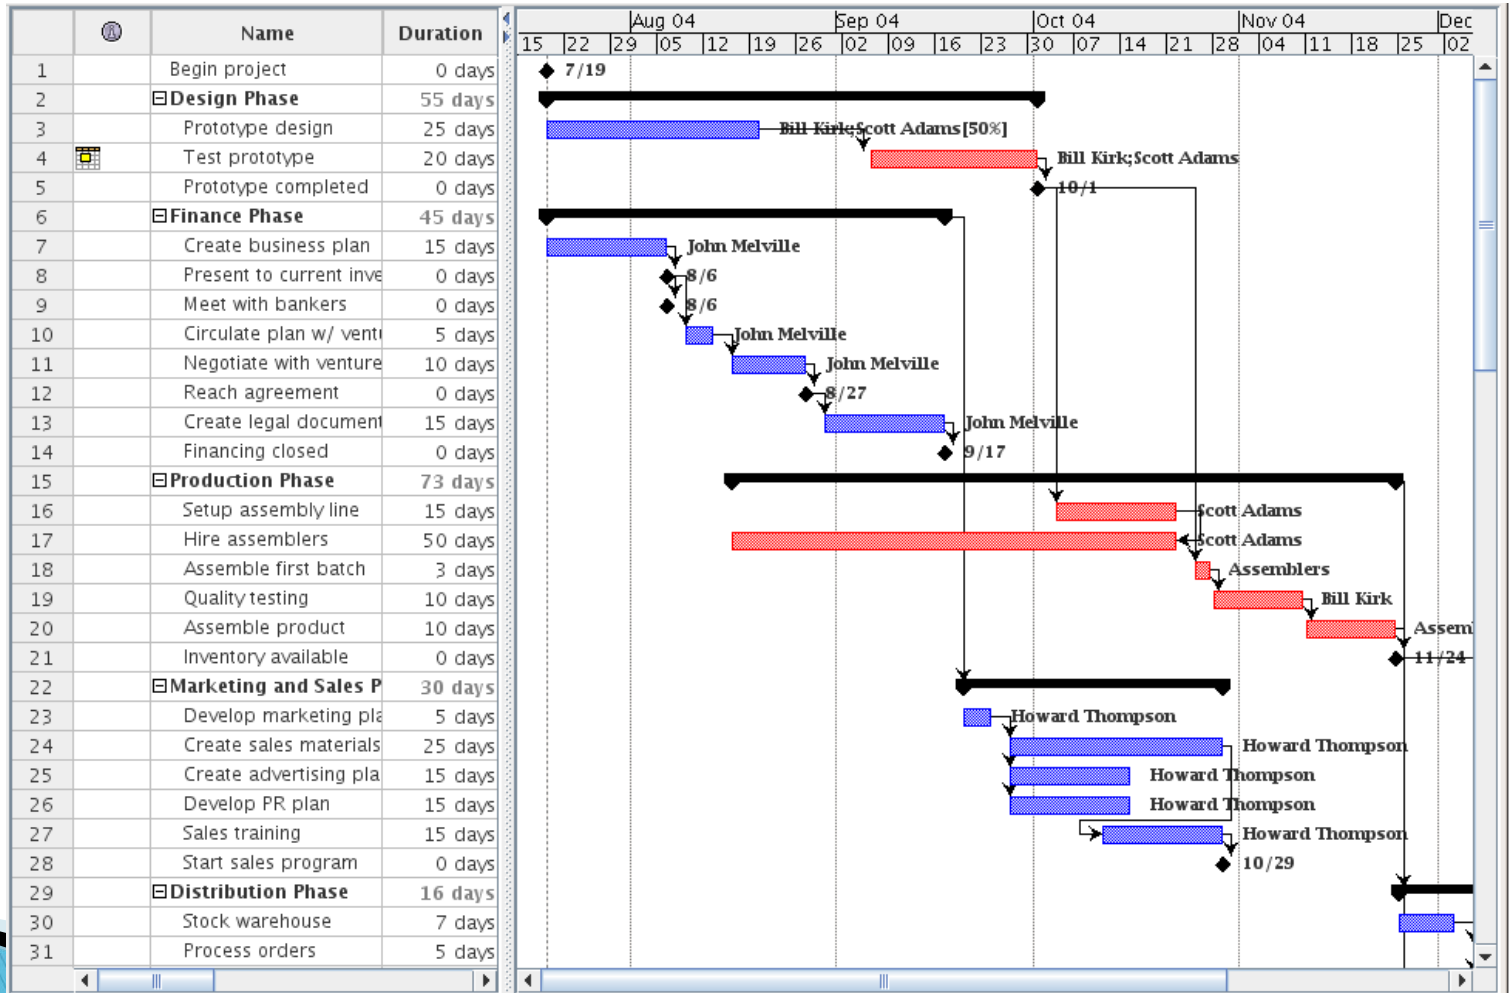 Name Duration
Aug 04 Sep 04 Oct 04 Nov 04 Dec
15 22 29 05 12 19 26 02 09 16 23 30 07 14 21 28 04 11 18 25 02
1 Begin project 0 days 7/19
2 Design Phase 55 days
3 Prototype design 25 days Bill Kirk;Scott Adams[50%]
4 Test prototype 20 days Bill Kirk;Scott Adams
5 Prototype completed 0 days 10/1
6 Finance Phase 45 days
7 Create business plan 15 days John Melville
8 Present to current inve 0 days 8/6
9 Meet with bankers 0 days 8/6
10 Circulate plan w/ ventu 5 days John Melville
11 Negotiate with venture 10 days John Melville
12 Reach agreement 0 days 8/27
13 Create legal document 15 days John Melville
14 Financing closed 0 days 9/17
15 Production Phase 73 days
16 Setup assembly line 15 days Scott Adams
17 Hire assemblers 50 days Scott Adams
18 Assemble first batch 3 days Assemblers
19 Quality testing 10 days Bill Kirk
20 Assemble product 10 days Assem
21 Inventory available 0 days 11/24
22 Marketing and Sales P 30 days
23 Develop marketing pla 5 days Howard Thompson
24 Create sales materials 25 days Howard Thompson
25 Create advertising pla 15 days Howard Thompson
26 Develop PR plan 15 days Howard Thompson
27 Sales training 15 days Howard Thompson
28 Start sales program 0 days 10/29
29 Distribution Phase 16 days
30 Stock warehouse 7 days
31 Process orders 5 days